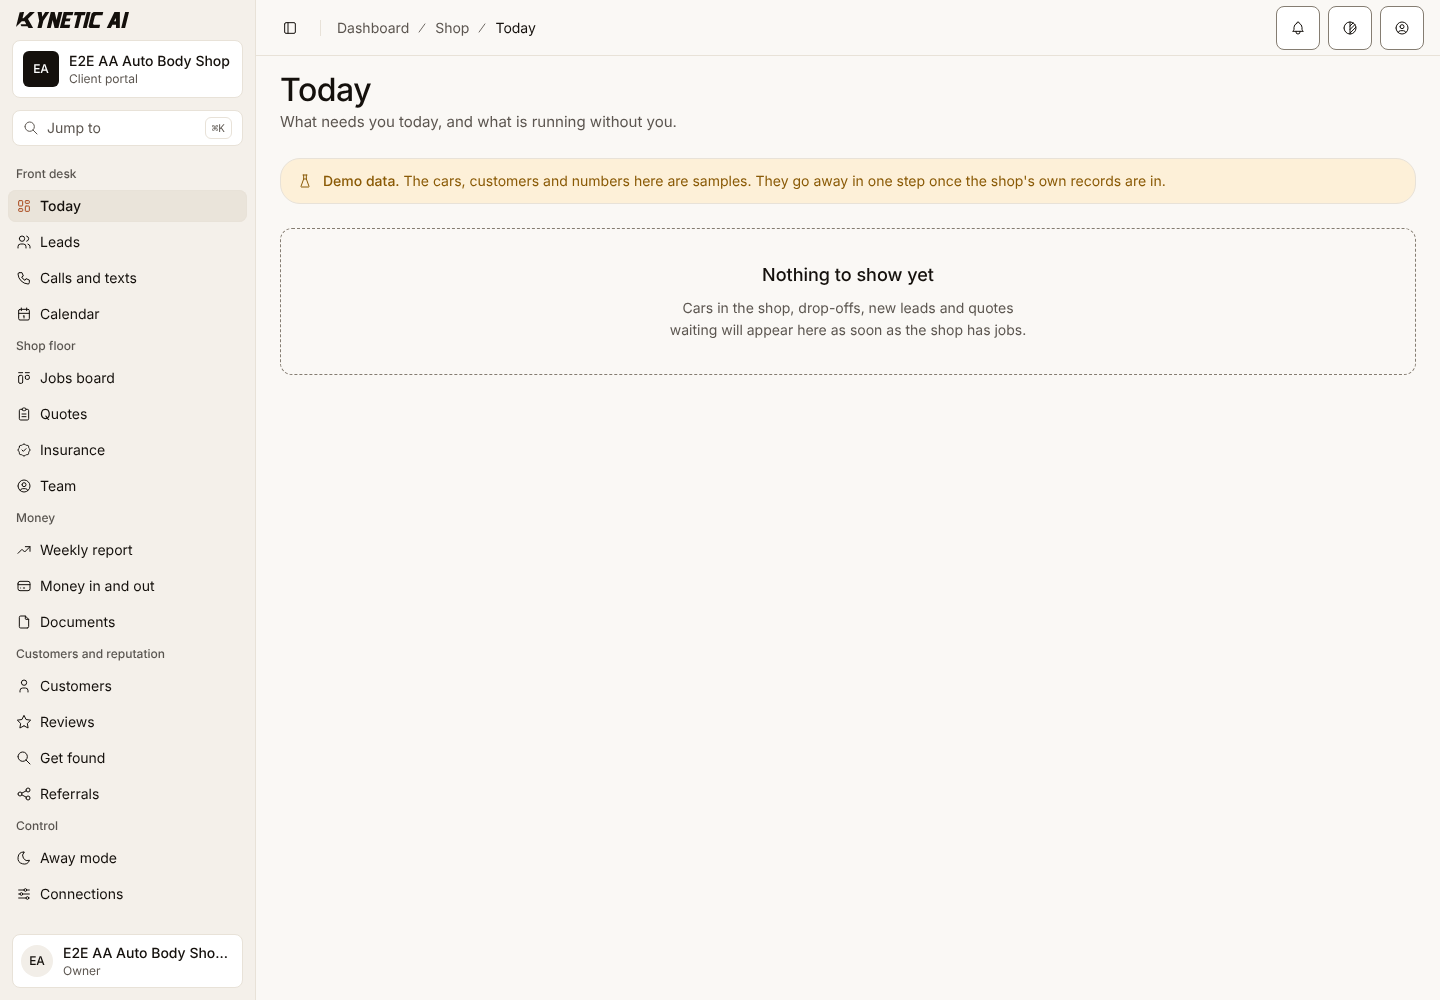 KYNETIC AI
EA
E2E AA Auto Body Shop
Client portal
Jump to
⌘K
Front desk
Today
Leads
Calls and texts
Calendar
Shop floor
Jobs board
Quotes
Insurance
Team
Money
Weekly report
Money in and out
Documents
Customers and reputation
Customers
Reviews
Get found
Referrals
Control
Away mode
Connections
EA
E2E AA Auto Body Sho...
Owner
Dashboard / Shop / Today
Today
What needs you today, and what is running without you.
Demo data. The cars, customers and numbers here are samples. They go away in one step once the shop's own records are in.
Nothing to show yet
Cars in the shop, drop-offs, new leads and quotes
waiting will appear here as soon as the shop has jobs.